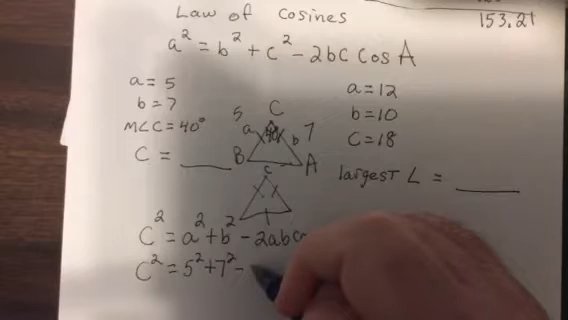 Law of Cosines
153.21
a² = b² + c² - 2bc Cos A
a = 5
b = 7
m∠C = 40°
C = ____
5
C
a
40
7
b
B
A
c
a = 12
b = 10
C = 18
largest ∠ = ____
C² = a² + b² - 2ab
C² = 5² + 7² -